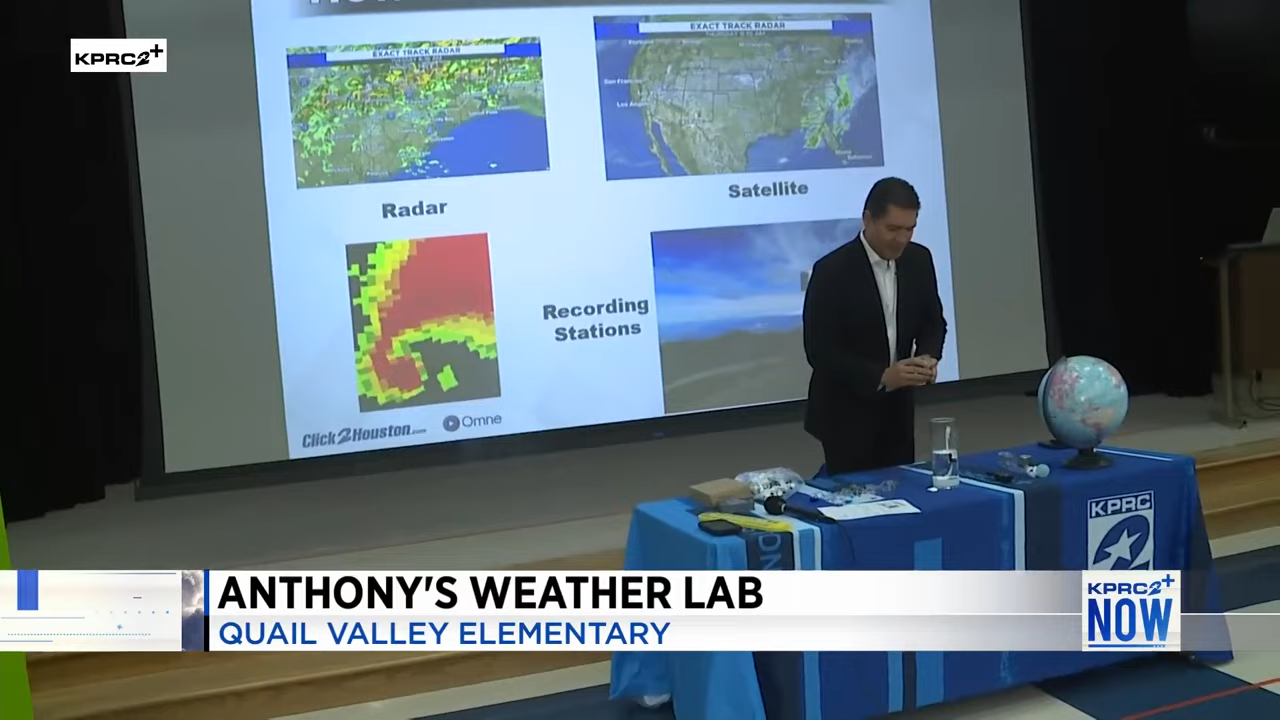 KPRC2+
EXACT TRACK RADAR
EXACT TRACK RADAR
Radar
Satellite
Recording
Stations
Click2Houston.com
Omne
KPRC
2
ANTHONY'S WEATHER LAB
QUAIL VALLEY ELEMENTARY
KPRC2+
NOW